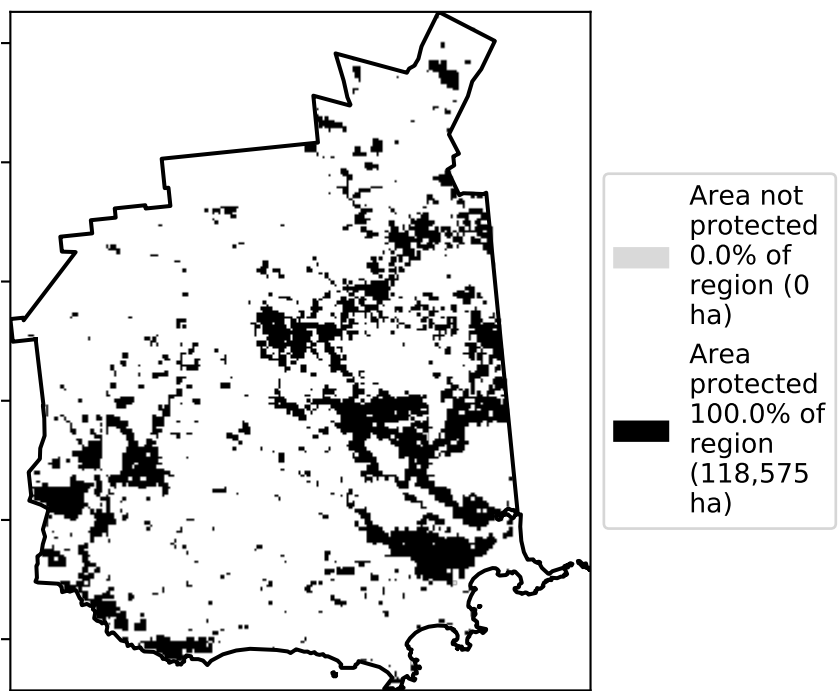 Area not
protected
0.0% of
region (0
ha)
Area
protected
100.0% of
region
(118,575
ha)